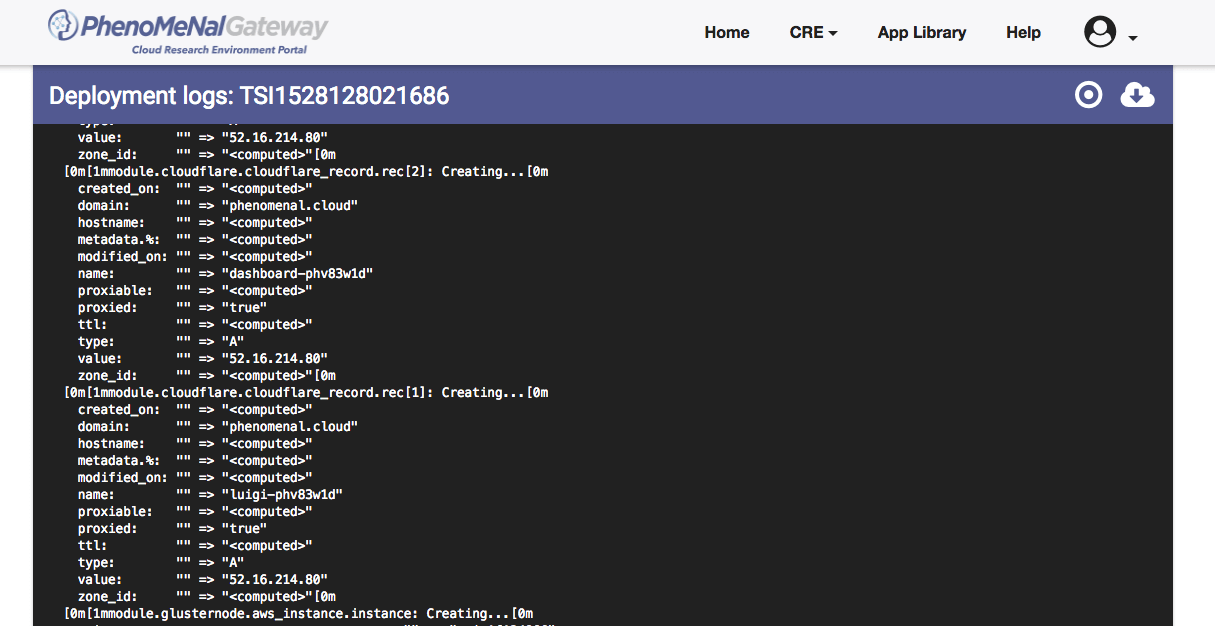 PhenoMeNalGateway
Cloud Research Environment Portal
Home
CRE
App Library
Help
Deployment logs: TSI1528128021686
value: "" => "52.16.214.80"
zone_id: "" => "<computed>"[0m
[0m[1mmodule.cloudflare.cloudflare_record.rec[2]: Creating...[0m
created_on: "" => "<computed>"
domain: "" => "phenomenal.cloud"
hostname: "" => "<computed>"
metadata.%: "" => "<computed>"
modified_on: "" => "<computed>"
name: "" => "dashboard-phv83w1d"
proxiable: "" => "<computed>"
proxied: "" => "true"
ttl: "" => "<computed>"
type: "" => "A"
value: "" => "52.16.214.80"
zone_id: "" => "<computed>"[0m
[0m[1mmodule.cloudflare.cloudflare_record.rec[1]: Creating...[0m
created_on: "" => "<computed>"
domain: "" => "phenomenal.cloud"
hostname: "" => "<computed>"
metadata.%: "" => "<computed>"
modified_on: "" => "<computed>"
name: "" => "luigi-phv83w1d"
proxiable: "" => "<computed>"
proxied: "" => "true"
ttl: "" => "<computed>"
type: "" => "A"
value: "" => "52.16.214.80"
zone_id: "" => "<computed>"[0m
[0m[1mmodule.glusternode.aws_instance.instance: Creating...[0m